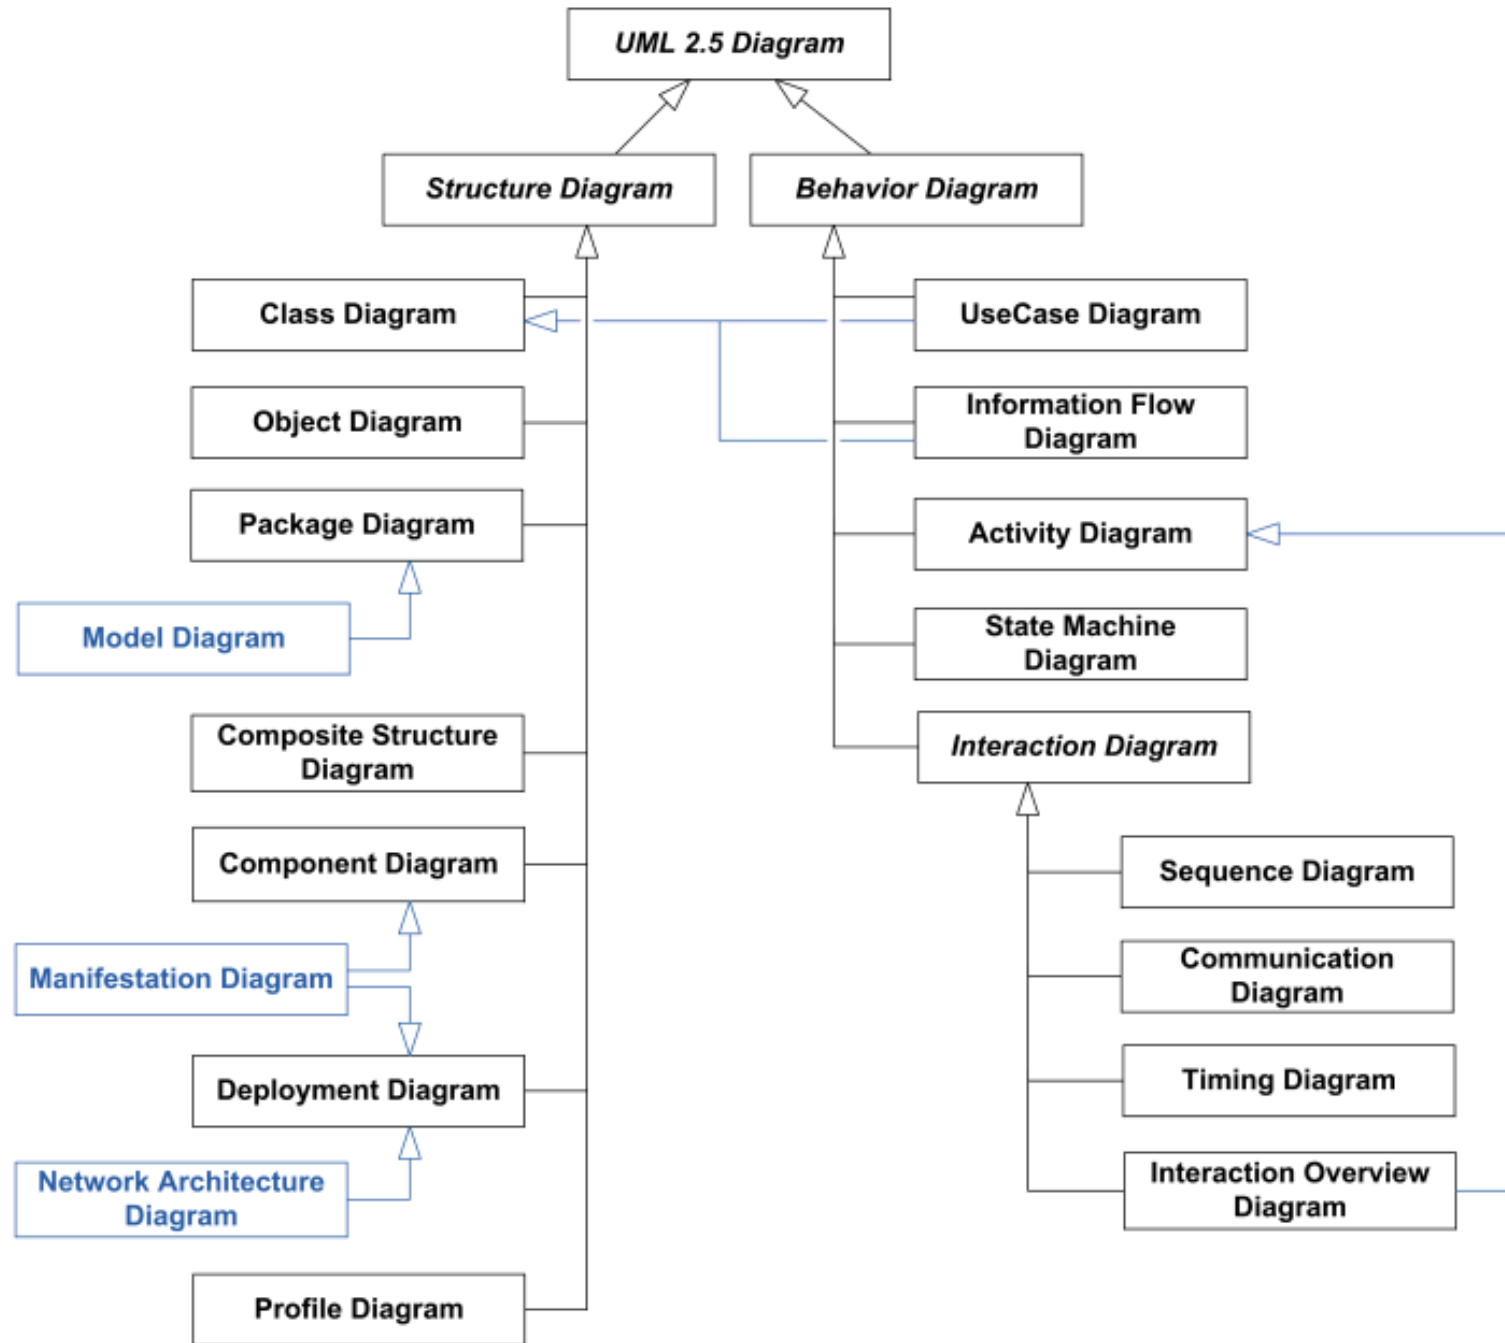 UML 2.5 Diagram
Structure Diagram
Behavior Diagram
Class Diagram
UseCase Diagram
Object Diagram
Information Flow
Diagram
Package Diagram
Activity Diagram
Model Diagram
State Machine
Diagram
Composite Structure
Diagram
Interaction Diagram
Component Diagram
Sequence Diagram
Manifestation Diagram
Communication
Diagram
Deployment Diagram
Timing Diagram
Network Architecture
Diagram
Interaction Overview
Diagram
Profile Diagram